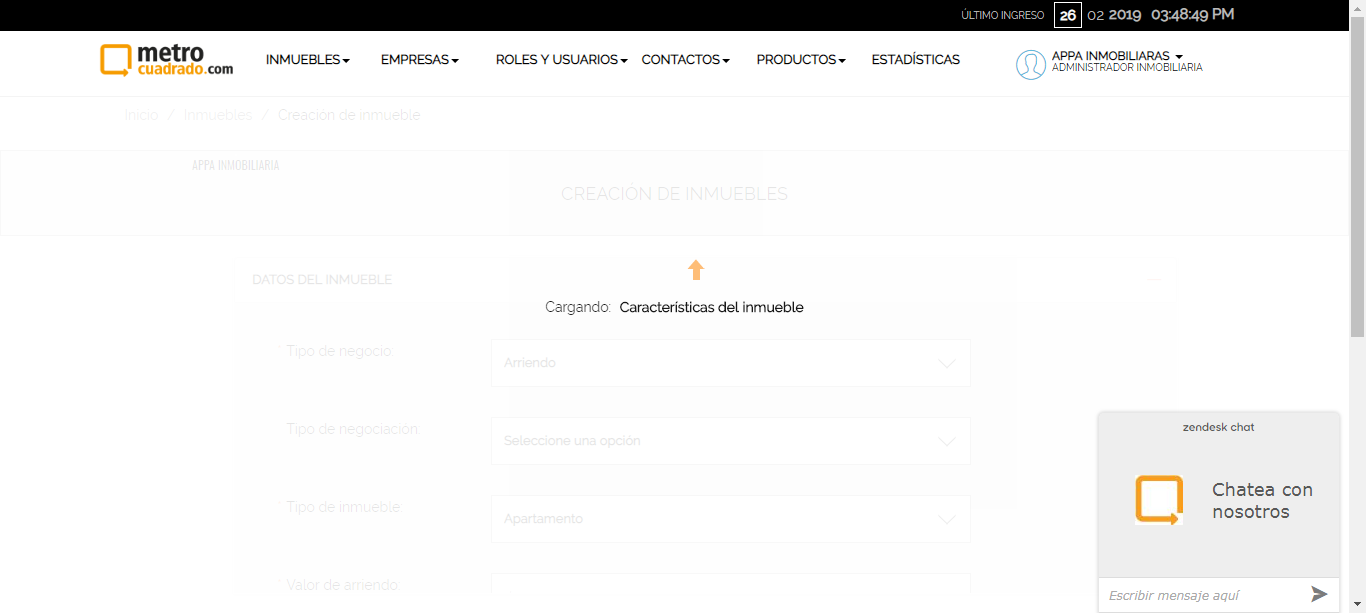 ÚLTIMO INGRESO 26 02 2019 03:48:49 PM
metro
cuadrado.com
INMUEBLES EMPRESAS ROLES Y USUARIOS CONTACTOS PRODUCTOS ESTADÍSTICAS
APPA INMOBILIARAS
ADMINISTRADOR INMOBILIARIA
Inicio / Inmuebles / Creación de inmueble
APPA INMOBILIARIA
CREACIÓN DE INMUEBLES
DATOS DEL INMUEBLE
Cargando: Características del inmueble
* Tipo de negocio: Arriendo
Tipo de negociación: Seleccione una opción
* Tipo de inmueble: Apartamento
* Valor de arriendo:
zendesk chat
Chatea con
nosotros
Escribir mensaje aquí